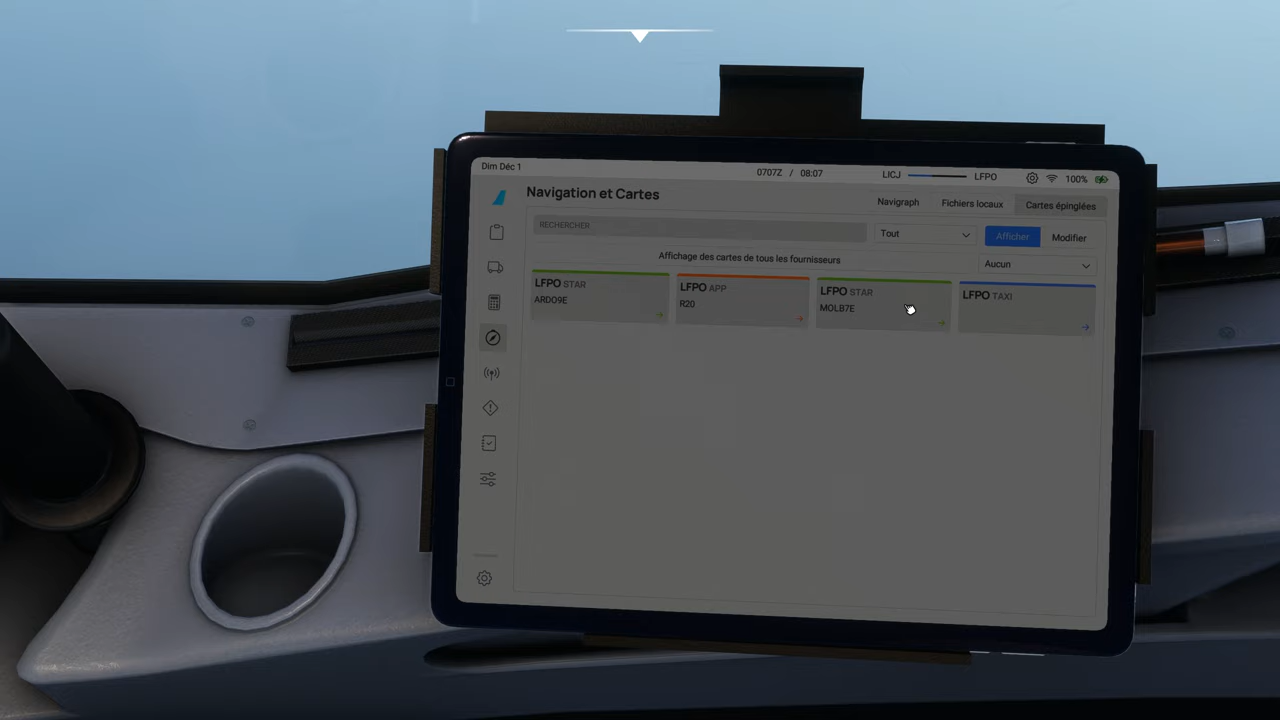 Dim Déc 1
0707Z / 08:07
LICJ
LFPO
100%
Navigation et Cartes
Navigraph
Fichiers locaux
Cartes épinglées
RECHERCHER
Tout
Afficher
Modifier
Affichage des cartes de tous les fournisseurs
Aucun
LFPO STAR
ARDO9E
LFPO APP
R20
LFPO STAR
MOLB7E
LFPO TAXI